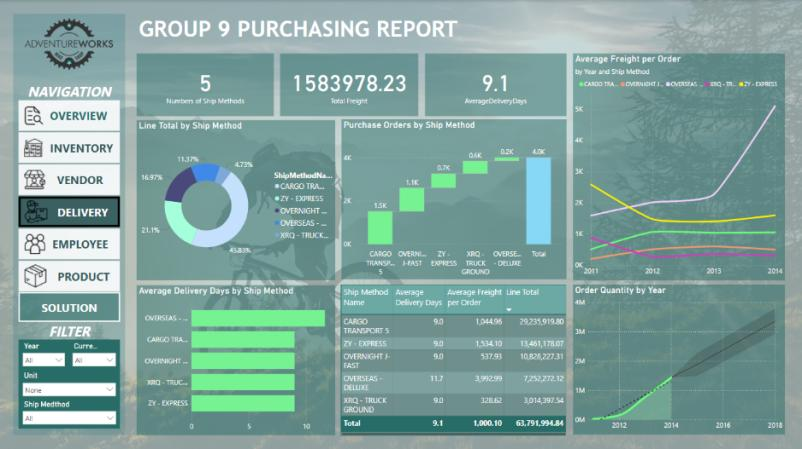 GROUP 9 PURCHASING REPORT
ADVENTUREWORKS
NAVIGATION
OVERVIEW
INVENTORY
VENDOR
DELIVERY
EMPLOYEE
PRODUCT
SOLUTION
FILTER
Year
Curre...
All
All
Unit
None
Ship Medthod
All
5
Numbers of Ship Methods
1583978.23
Total Freight
9.1
AverageDeliveryDays
Line Total by Ship Method
11.37%
4.73%
16.97%
21.1%
45.83%
ShipMethodNa...
CARGO TRA...
ZY - EXPRESS
OVERNIGHT ...
OVERSEAS - ...
XRQ - TRUCK...
Purchase Orders by Ship Method
4K
2K
0K
1.5K
1.1K
0.7K
0.6K
0.2K
4.0K
CARGO TRANSP... 5
OVERNI... J-FAST
ZY - EXPRESS
XRQ - TRUCK GROUND
OVERSE... - DELUXE
Total
Average Freight per Order
by Year and Ship Method
CARGO TRA...
OVERNIGHT J...
OVERSEAS ...
XRQ - TR...
ZY - EXPRESS
5K
4K
3K
2K
1K
0K
2011
2012
2013
2014
Average Delivery Days by Ship Method
OVERSEAS - ...
CARGO TRA...
OVERNIGHT ...
XRQ - TRUC...
ZY - EXPRESS
0
5
10
Ship Method Name
Average Delivery Days
Average Freight per Order
Line Total
CARGO TRANSPORT 5 9.0 1,044.96 29,235,919.80
ZY - EXPRESS 9.0 1,534.10 13,461,178.07
OVERNIGHT J-FAST 9.0 537.93 10,828,227.31
OVERSEAS - DELUXE 11.7 3,992.99 7,252,272.12
XRQ - TRUCK GROUND 9.0 328.62 3,014,397.54
Total 9.1 1,000.10 63,791,994.84
Order Quantity by Year
4M
3M
2M
1M
0M
2012
2014
2016
2018